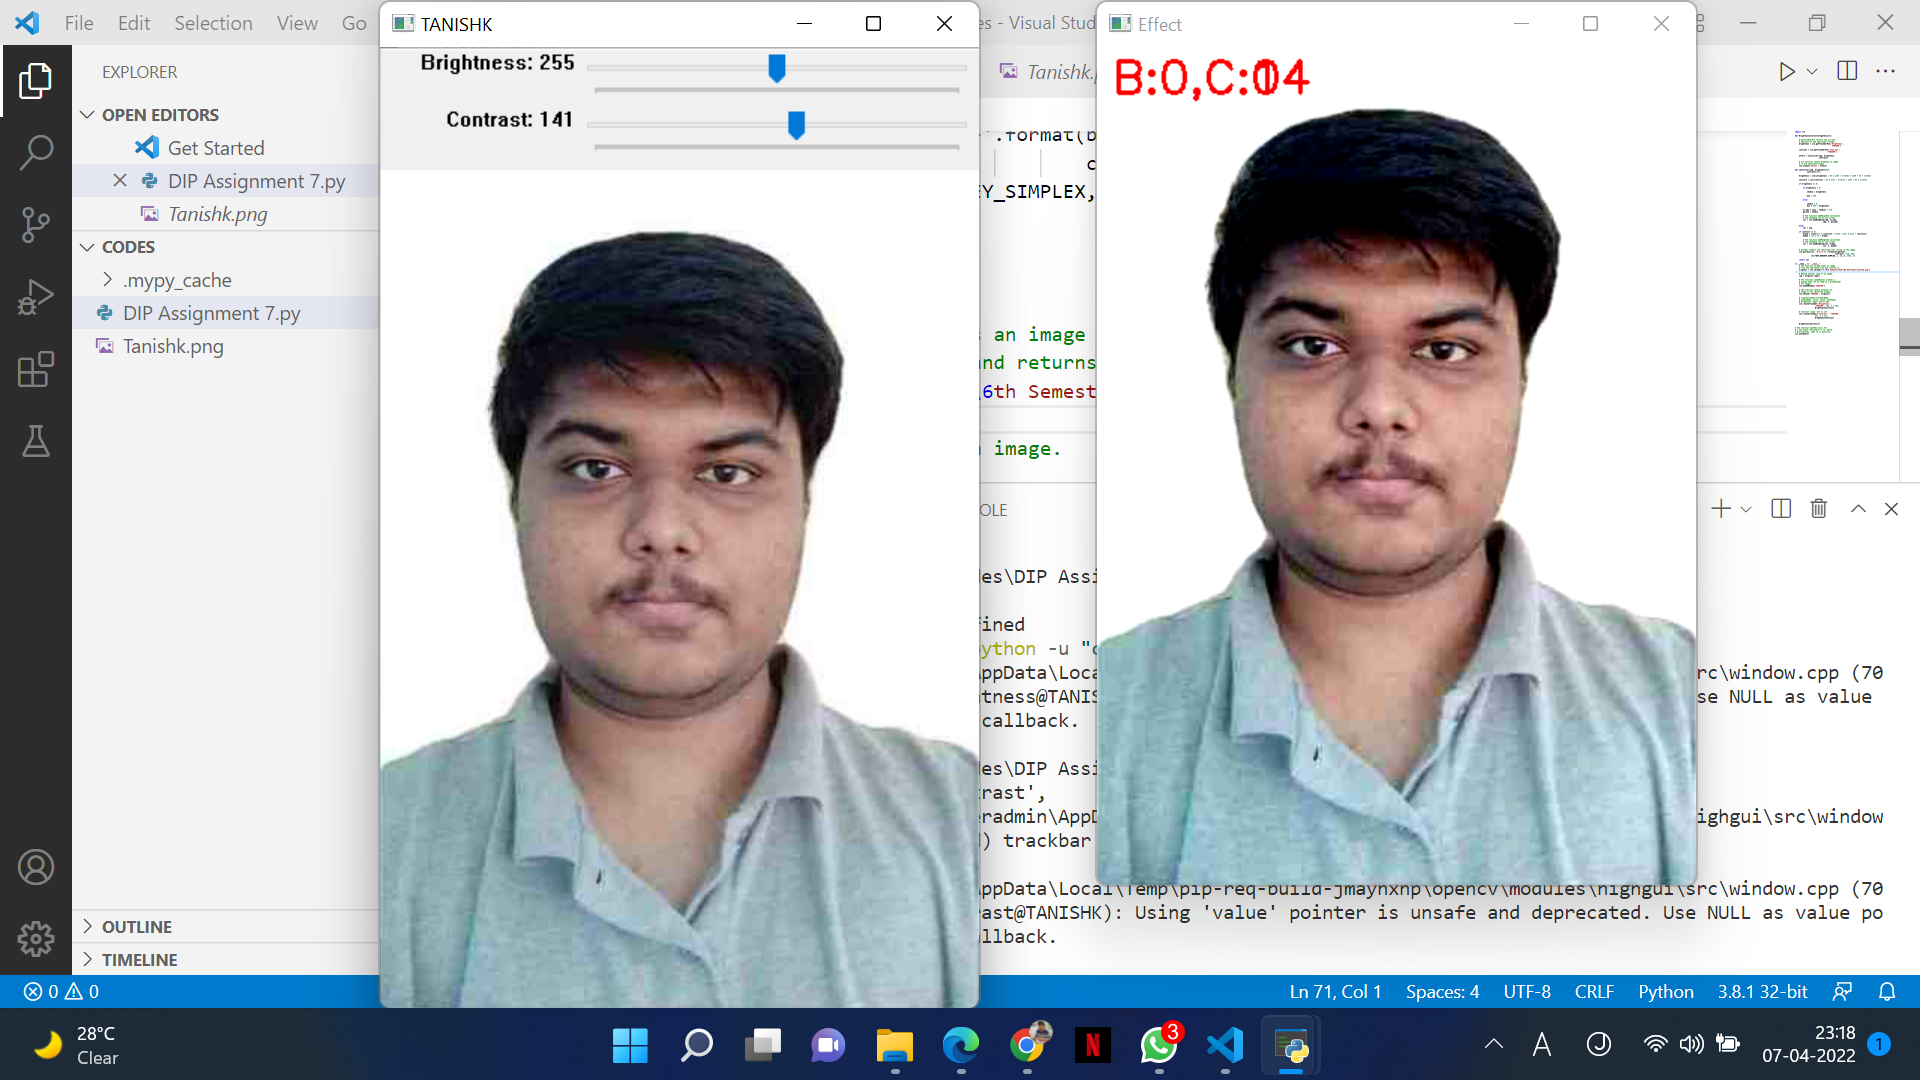 File Edit Selection View Go
TANISHK
es - Visual Stud
Effect
EXPLORER
Brightness: 255
Contrast: 141
Tanishk.
B:0,C:
OPEN EDITORS
Get Started
DIP Assignment 7.py
Tanishk.png
CODES
.mypy_cache
DIP Assignment 7.py
Tanishk.png
.format(b
c
Y_SIMPLEX,
an image
nd returns
6th Semest
image.
OLE
es\DIP Assi
fined
ython -u "c
AppData\Loca
rc\window.cpp (70
tness@TANIS
se NULL as value
callback.
es\DIP Assi
rast',
eradmin\AppD
ighgui\src\window
) trackbar
AppData\Local\Temp\pip-req-build-jmaynxnp\opencv\modules\highgui\src\window.cpp (70
rast@TANISHK): Using 'value' pointer is unsafe and deprecated. Use NULL as value po
llback.
OUTLINE
TIMELINE
0 0
Ln 71, Col 1 Spaces: 4 UTF-8 CRLF Python 3.8.1 32-bit
28°C
Clear
N
3
A
J
23:18
07-04-2022
1